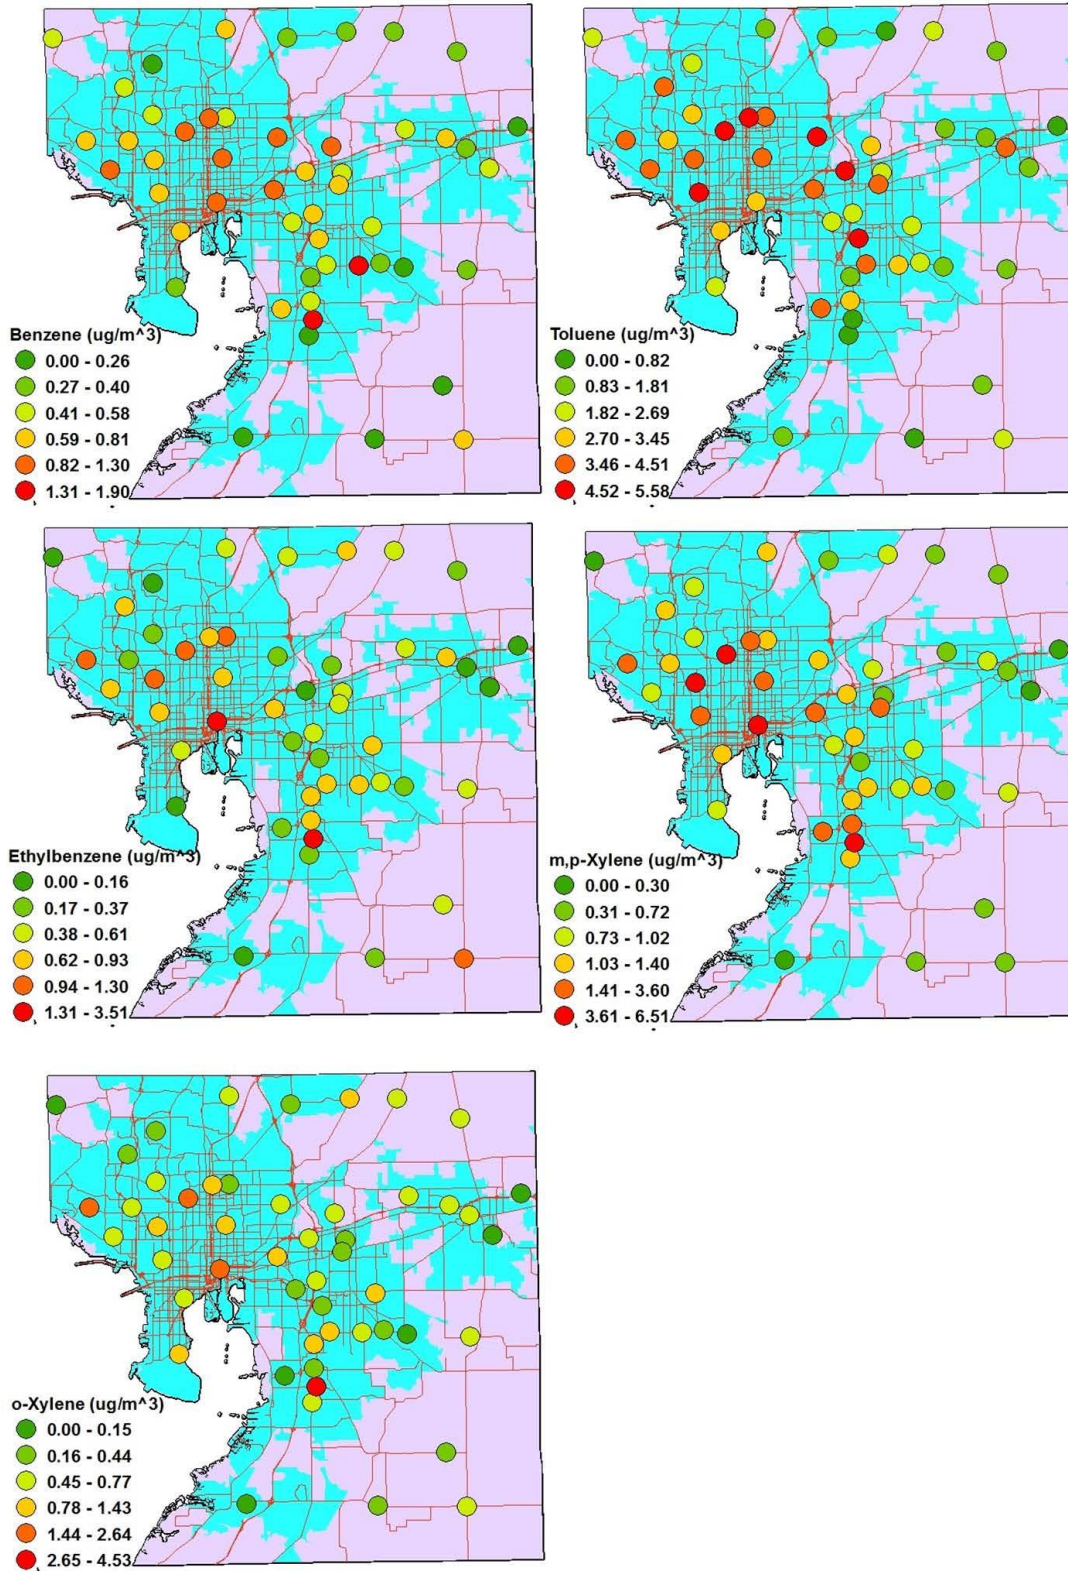 Benzene (ug/m^3)
0.00 - 0.26
0.27 - 0.40
0.41 - 0.58
0.59 - 0.81
0.82 - 1.30
1.31 - 1.90
Toluene (ug/m^3)
0.00 - 0.82
0.83 - 1.81
1.82 - 2.69
2.70 - 3.45
3.46 - 4.51
4.52 - 5.58
Ethylbenzene (ug/m^3)
0.00 - 0.16
0.17 - 0.37
0.38 - 0.61
0.62 - 0.93
0.94 - 1.30
1.31 - 3.51
m,p-Xylene (ug/m^3)
0.00 - 0.30
0.31 - 0.72
0.73 - 1.02
1.03 - 1.40
1.41 - 3.60
3.61 - 6.51
o-Xylene (ug/m^3)
0.00 - 0.15
0.16 - 0.44
0.45 - 0.77
0.78 - 1.43
1.44 - 2.64
2.65 - 4.53